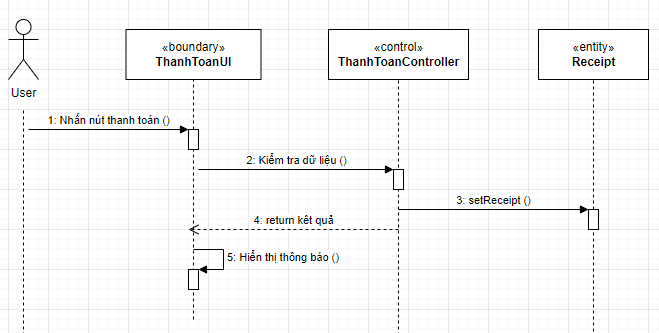 «boundary»
ThanhToanUI
«control»
ThanhToanController
«entity»
Receipt
User
1: Nhấn nút thanh toán ()
2: Kiểm tra dữ liệu ()
3: setReceipt ()
4: return kết quả
5: Hiển thị thông báo ()